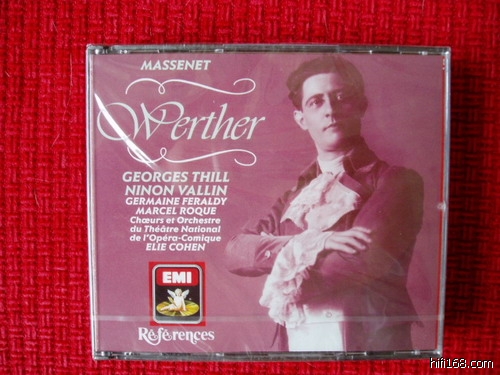 MASSENET
Werther
GEORGES THILL
NINON VALLIN
GERMAINE FERALDY
MARCEL ROQUE
Chœurs et Orchestre
du Théâtre National
de l'Opéra-Comique
ELIE COHEN
EMI
Références
hifi168.com